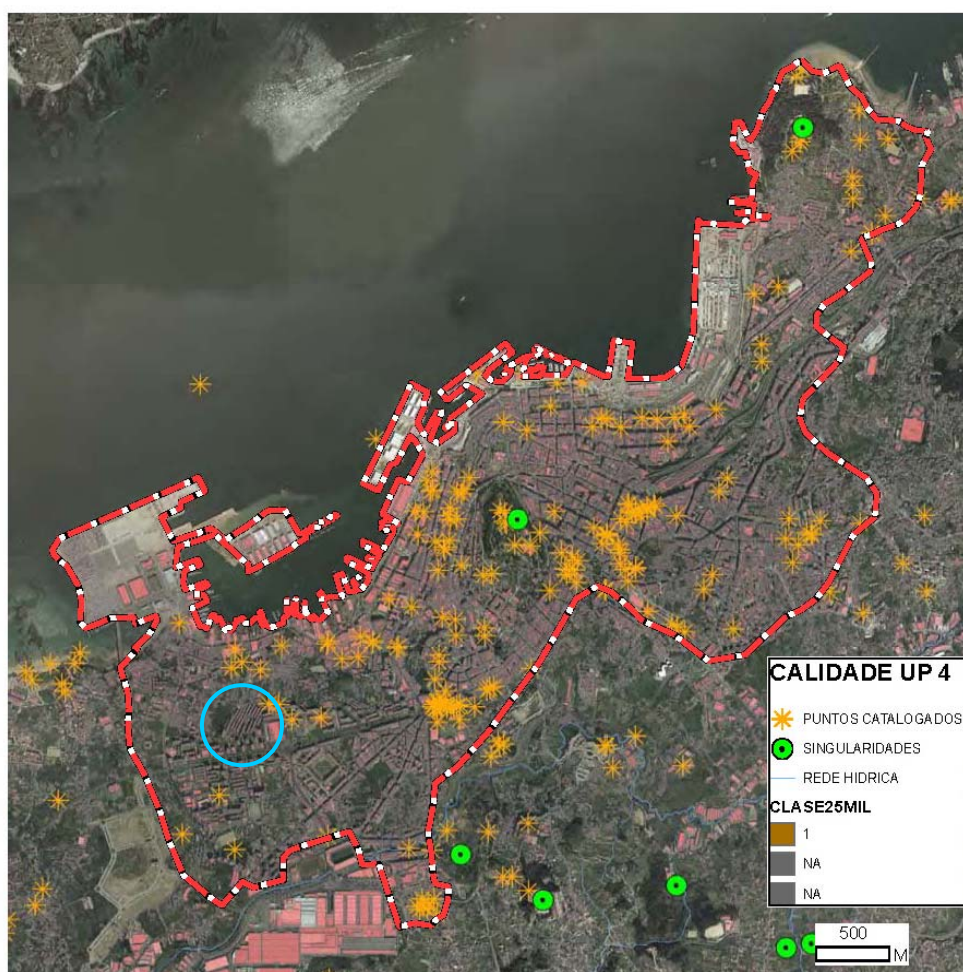 CALIDADE UP 4
PUNTOS CATALOGADOS
SINGULARIDADES
REDE HIDRICA
CLASE25MIL
1
NA
NA
500
M